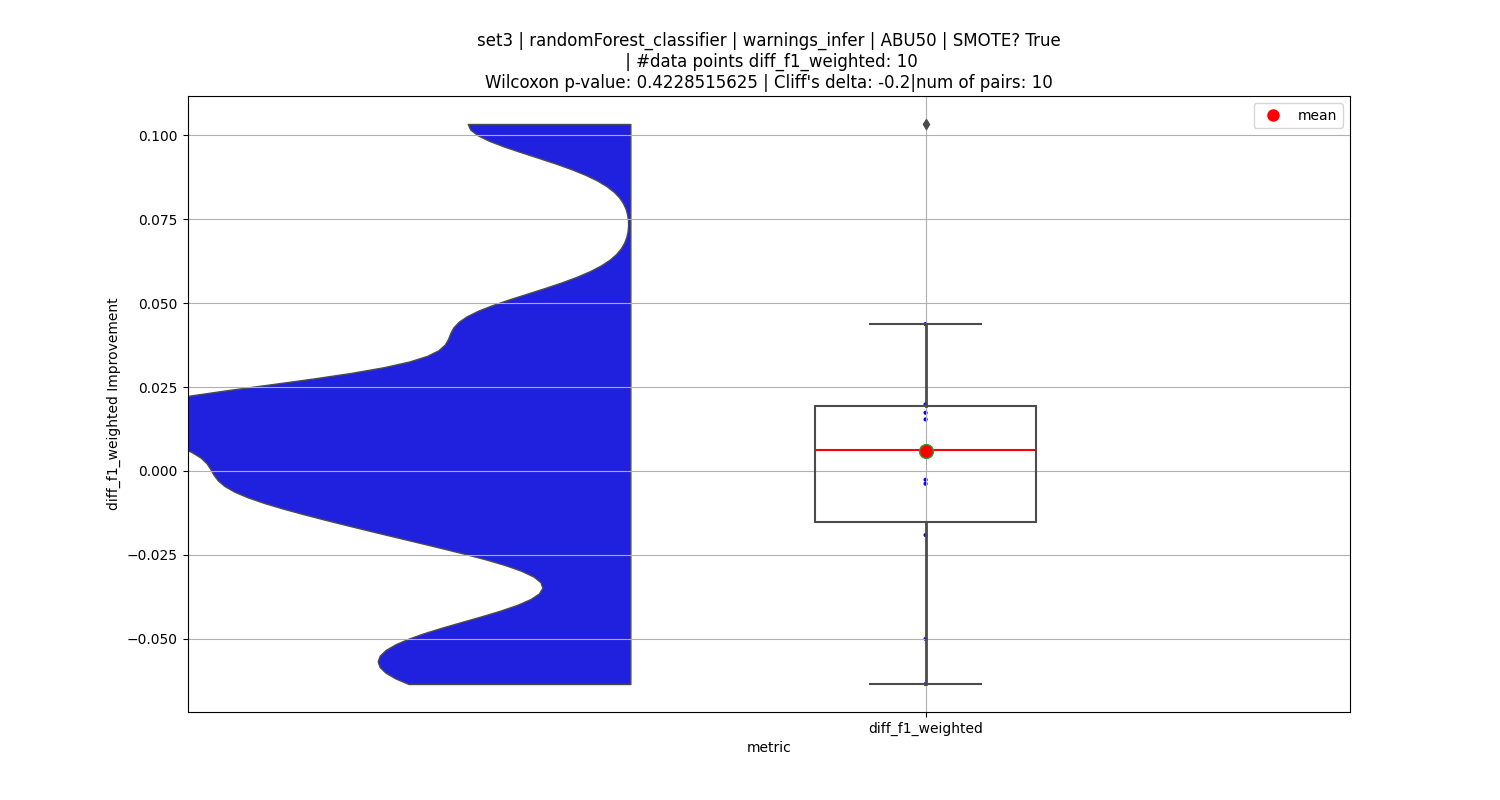 set3 | randomForest_classifier | warnings_infer | ABU50 | SMOTE? True
| #data points diff_f1_weighted: 10
Wilcoxon p-value: 0.4228515625 | Cliff's delta: -0.2|num of pairs: 10
mean
0.100
0.075
0.050
0.025
0.000
−0.025
−0.050
diff_f1_weighted Improvement
diff_f1_weighted
metric